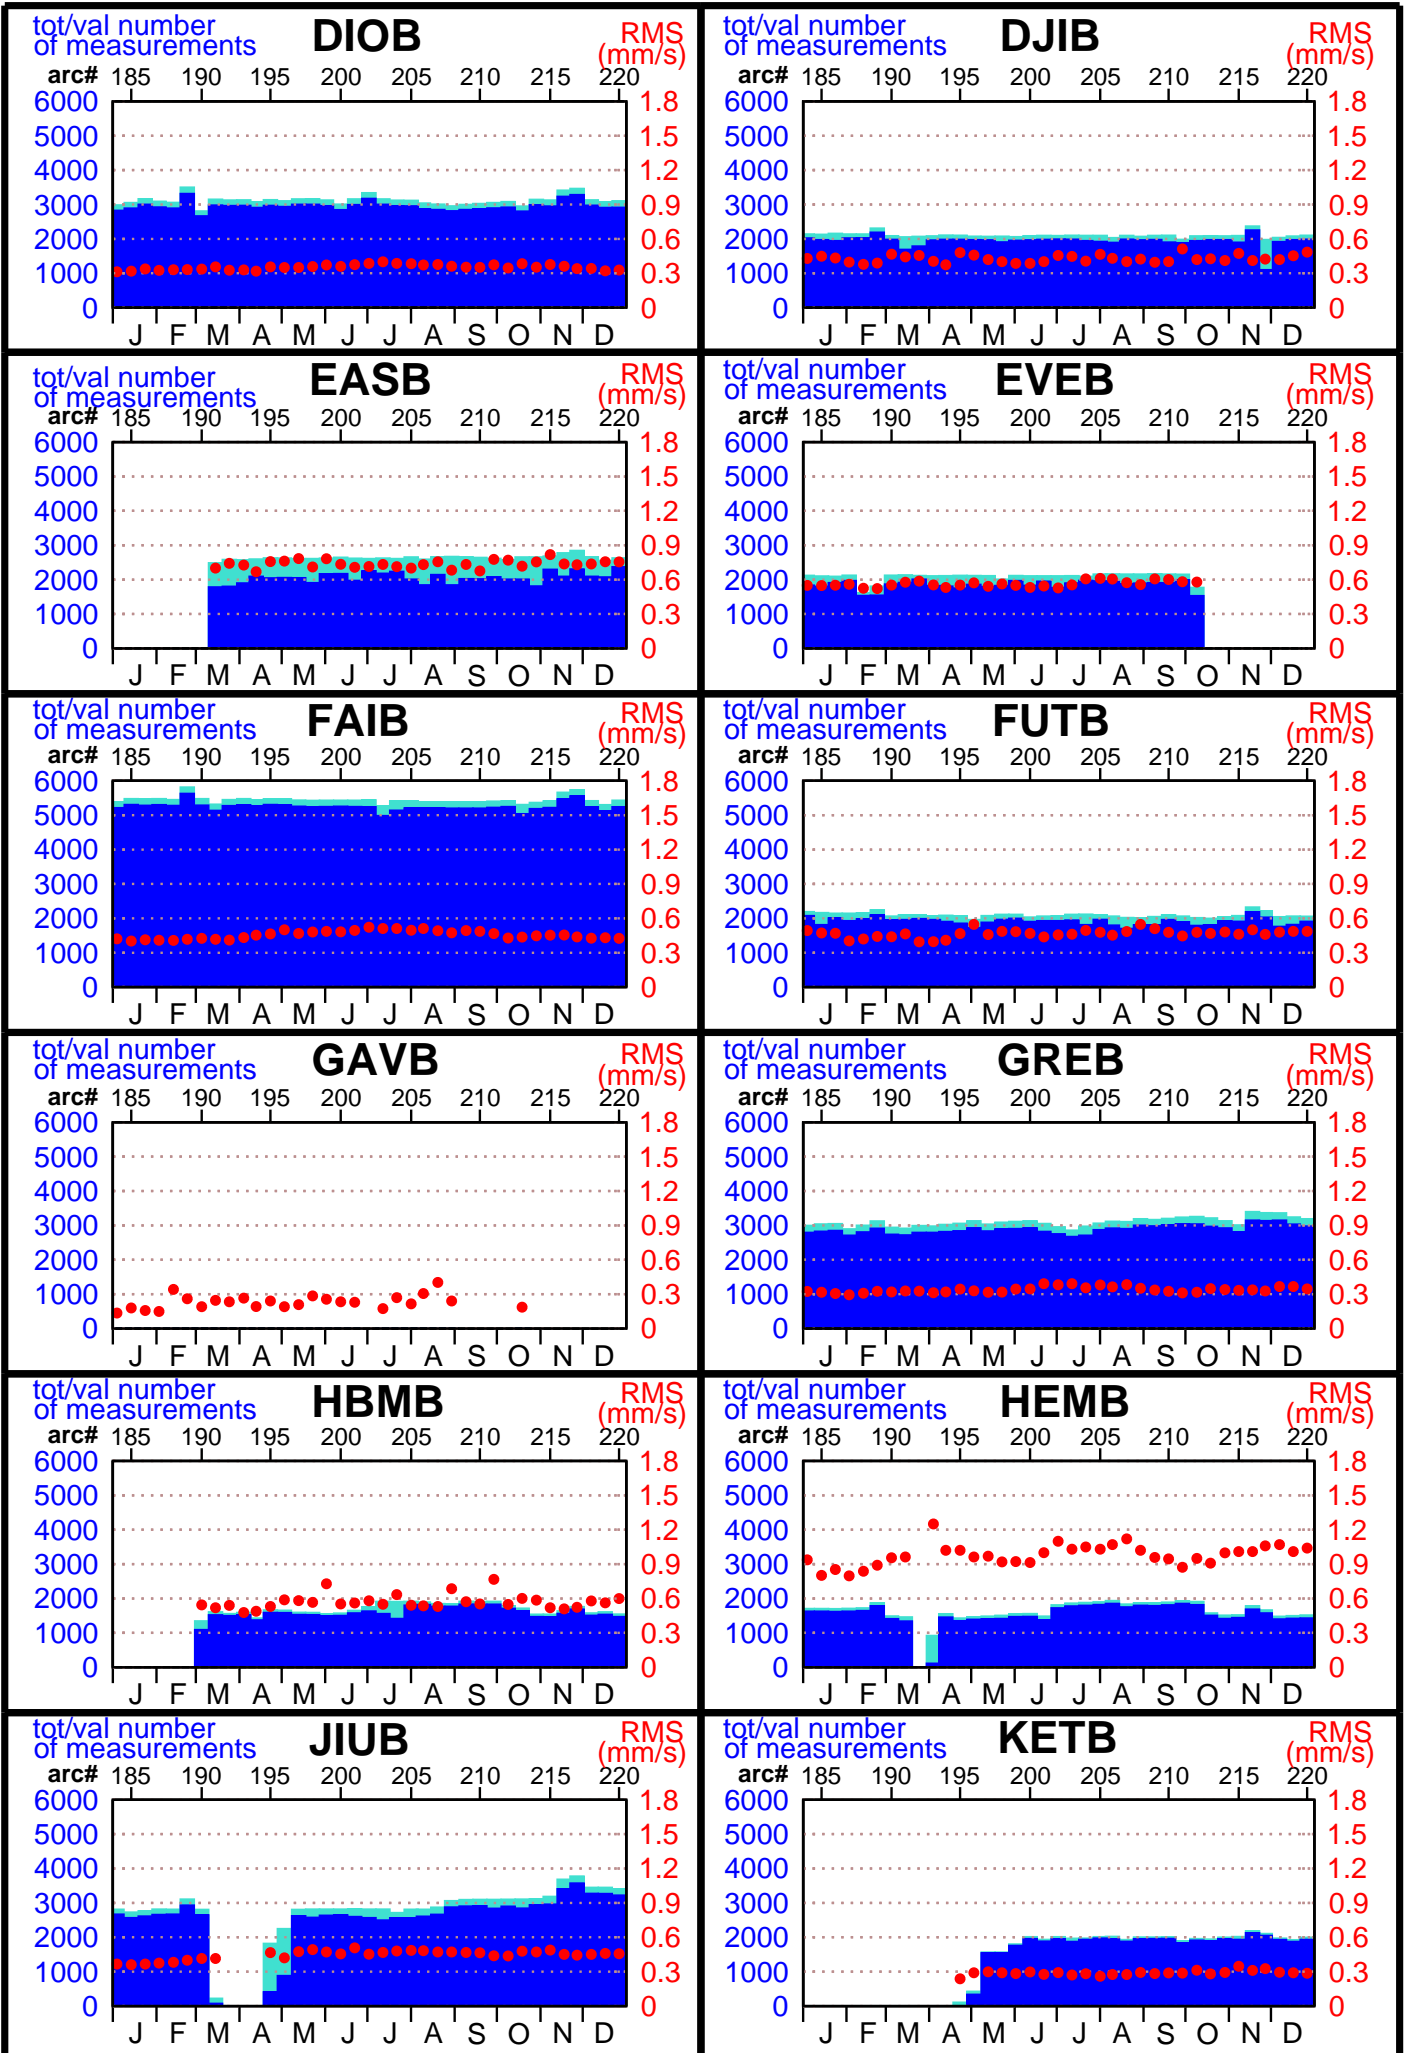 tot/val number DIOB RMS
of measurements (mm/s)
arc# 185 190 195 200 205 210 215 220
6000 1.8
5000 1.5
4000 1.2
3000 0.9
2000 0.6
1000 0.3
0 0
J F M A M J J A S O N D
tot/val number DJIB RMS
of measurements (mm/s)
arc# 185 190 195 200 205 210 215 220
6000 1.8
5000 1.5
4000 1.2
3000 0.9
2000 0.6
1000 0.3
0 0
J F M A M J J A S O N D
tot/val number EASB RMS
of measurements (mm/s)
arc# 185 190 195 200 205 210 215 220
6000 1.8
5000 1.5
4000 1.2
3000 0.9
2000 0.6
1000 0.3
0 0
J F M A M J J A S O N D
tot/val number EVEB RMS
of measurements (mm/s)
arc# 185 190 195 200 205 210 215 220
6000 1.8
5000 1.5
4000 1.2
3000 0.9
2000 0.6
1000 0.3
0 0
J F M A M J J A S O N D
tot/val number FAIB RMS
of measurements (mm/s)
arc# 185 190 195 200 205 210 215 220
6000 1.8
5000 1.5
4000 1.2
3000 0.9
2000 0.6
1000 0.3
0 0
J F M A M J J A S O N D
tot/val number FUTB RMS
of measurements (mm/s)
arc# 185 190 195 200 205 210 215 220
6000 1.8
5000 1.5
4000 1.2
3000 0.9
2000 0.6
1000 0.3
0 0
J F M A M J J A S O N D
tot/val number GAVB RMS
of measurements (mm/s)
arc# 185 190 195 200 205 210 215 220
6000 1.8
5000 1.5
4000 1.2
3000 0.9
2000 0.6
1000 0.3
0 0
J F M A M J J A S O N D
tot/val number GREB RMS
of measurements (mm/s)
arc# 185 190 195 200 205 210 215 220
6000 1.8
5000 1.5
4000 1.2
3000 0.9
2000 0.6
1000 0.3
0 0
J F M A M J J A S O N D
tot/val number HBMB RMS
of measurements (mm/s)
arc# 185 190 195 200 205 210 215 220
6000 1.8
5000 1.5
4000 1.2
3000 0.9
2000 0.6
1000 0.3
0 0
J F M A M J J A S O N D
tot/val number HEMB RMS
of measurements (mm/s)
arc# 185 190 195 200 205 210 215 220
6000 1.8
5000 1.5
4000 1.2
3000 0.9
2000 0.6
1000 0.3
0 0
J F M A M J J A S O N D
tot/val number JIUB RMS
of measurements (mm/s)
arc# 185 190 195 200 205 210 215 220
6000 1.8
5000 1.5
4000 1.2
3000 0.9
2000 0.6
1000 0.3
0 0
J F M A M J J A S O N D
tot/val number KETB RMS
of measurements (mm/s)
arc# 185 190 195 200 205 210 215 220
6000 1.8
5000 1.5
4000 1.2
3000 0.9
2000 0.6
1000 0.3
0 0
J F M A M J J A S O N D